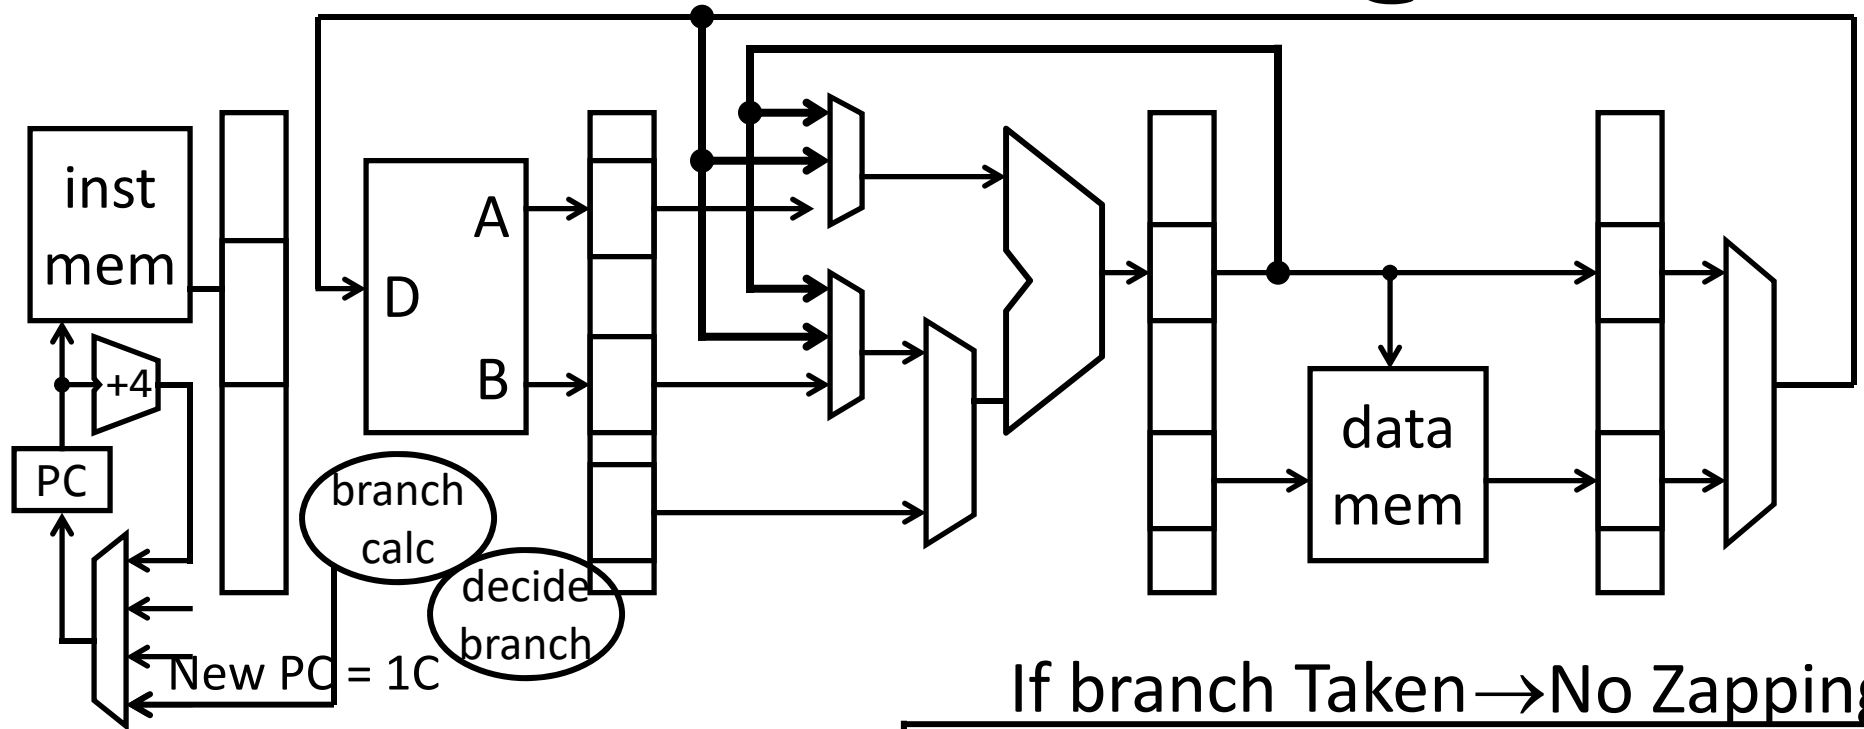 inst
mem
+4
PC
A
D
B
branch
calc
decide
branch
New PC = 1C
data
mem
If branch Taken →No Zapping